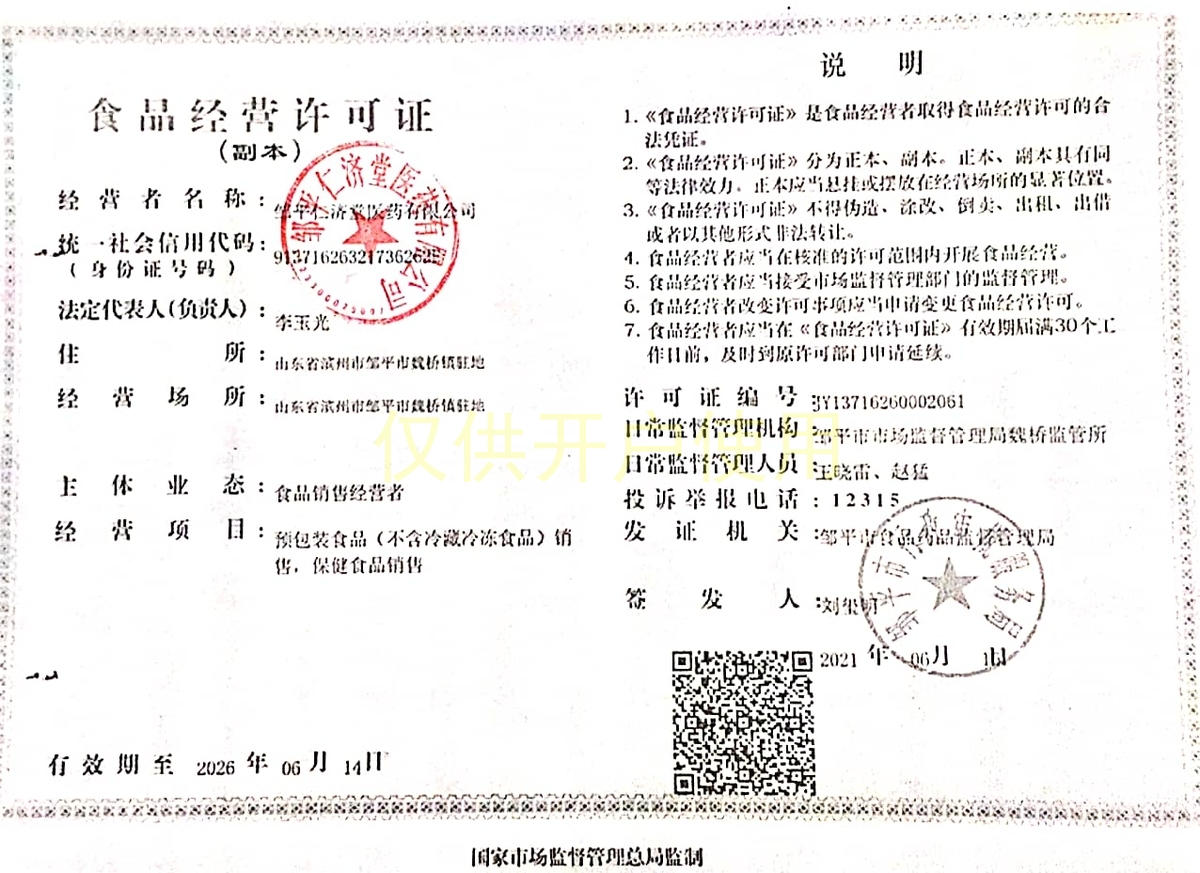 食品经营许可证
(副本)
经营者名称：邹平仁济堂医药有限公司
统一社会信用代码：
(身份证号码)
法定代表人(负责人)：李玉光
住所：山东省滨州市邹平市魏桥镇驻地
经营场所：山东省滨州市邹平市魏桥镇驻地
主体业态：食品销售经营者
经营项目：预包装食品（不含冷藏冷冻食品）销
售，保健食品销售
有效期至 2026 年 06 月 14日
说 明
1.《食品经营许可证》是食品经营者取得食品经营许可的合
法凭证。
2.《食品经营许可证》分为正本、副本。正本、副本具有同
等法律效力。正本应当悬挂或摆放在经营场所的显著位置。
3.《食品经营许可证》不得伪造、涂改、倒卖、出租、出借
或者以其他形式非法转让。
4. 食品经营者应当在核准的许可范围内开展食品经营。
5. 食品经营者应当接受市场监督管理部门的监督管理。
6. 食品经营者改变许可事项应当申请变更食品经营许可。
7. 食品经营者应当在《食品经营许可证》有效期届满30个工
作日前，及时到原许可部门申请延续。
许可证编号：JY13716260002061
日常监督管理机构：邹平市市场监督管理局魏桥监管所
日常监督管理人员：王晓雷、赵猛
投诉举报电话：12315
发证机关：邹平市食品药品监督管理局
签发人：刘玺明
2021 年 06月 日
邹平仁济堂医药有限公司
仅供开户使用
国家市场监督管理总局监制